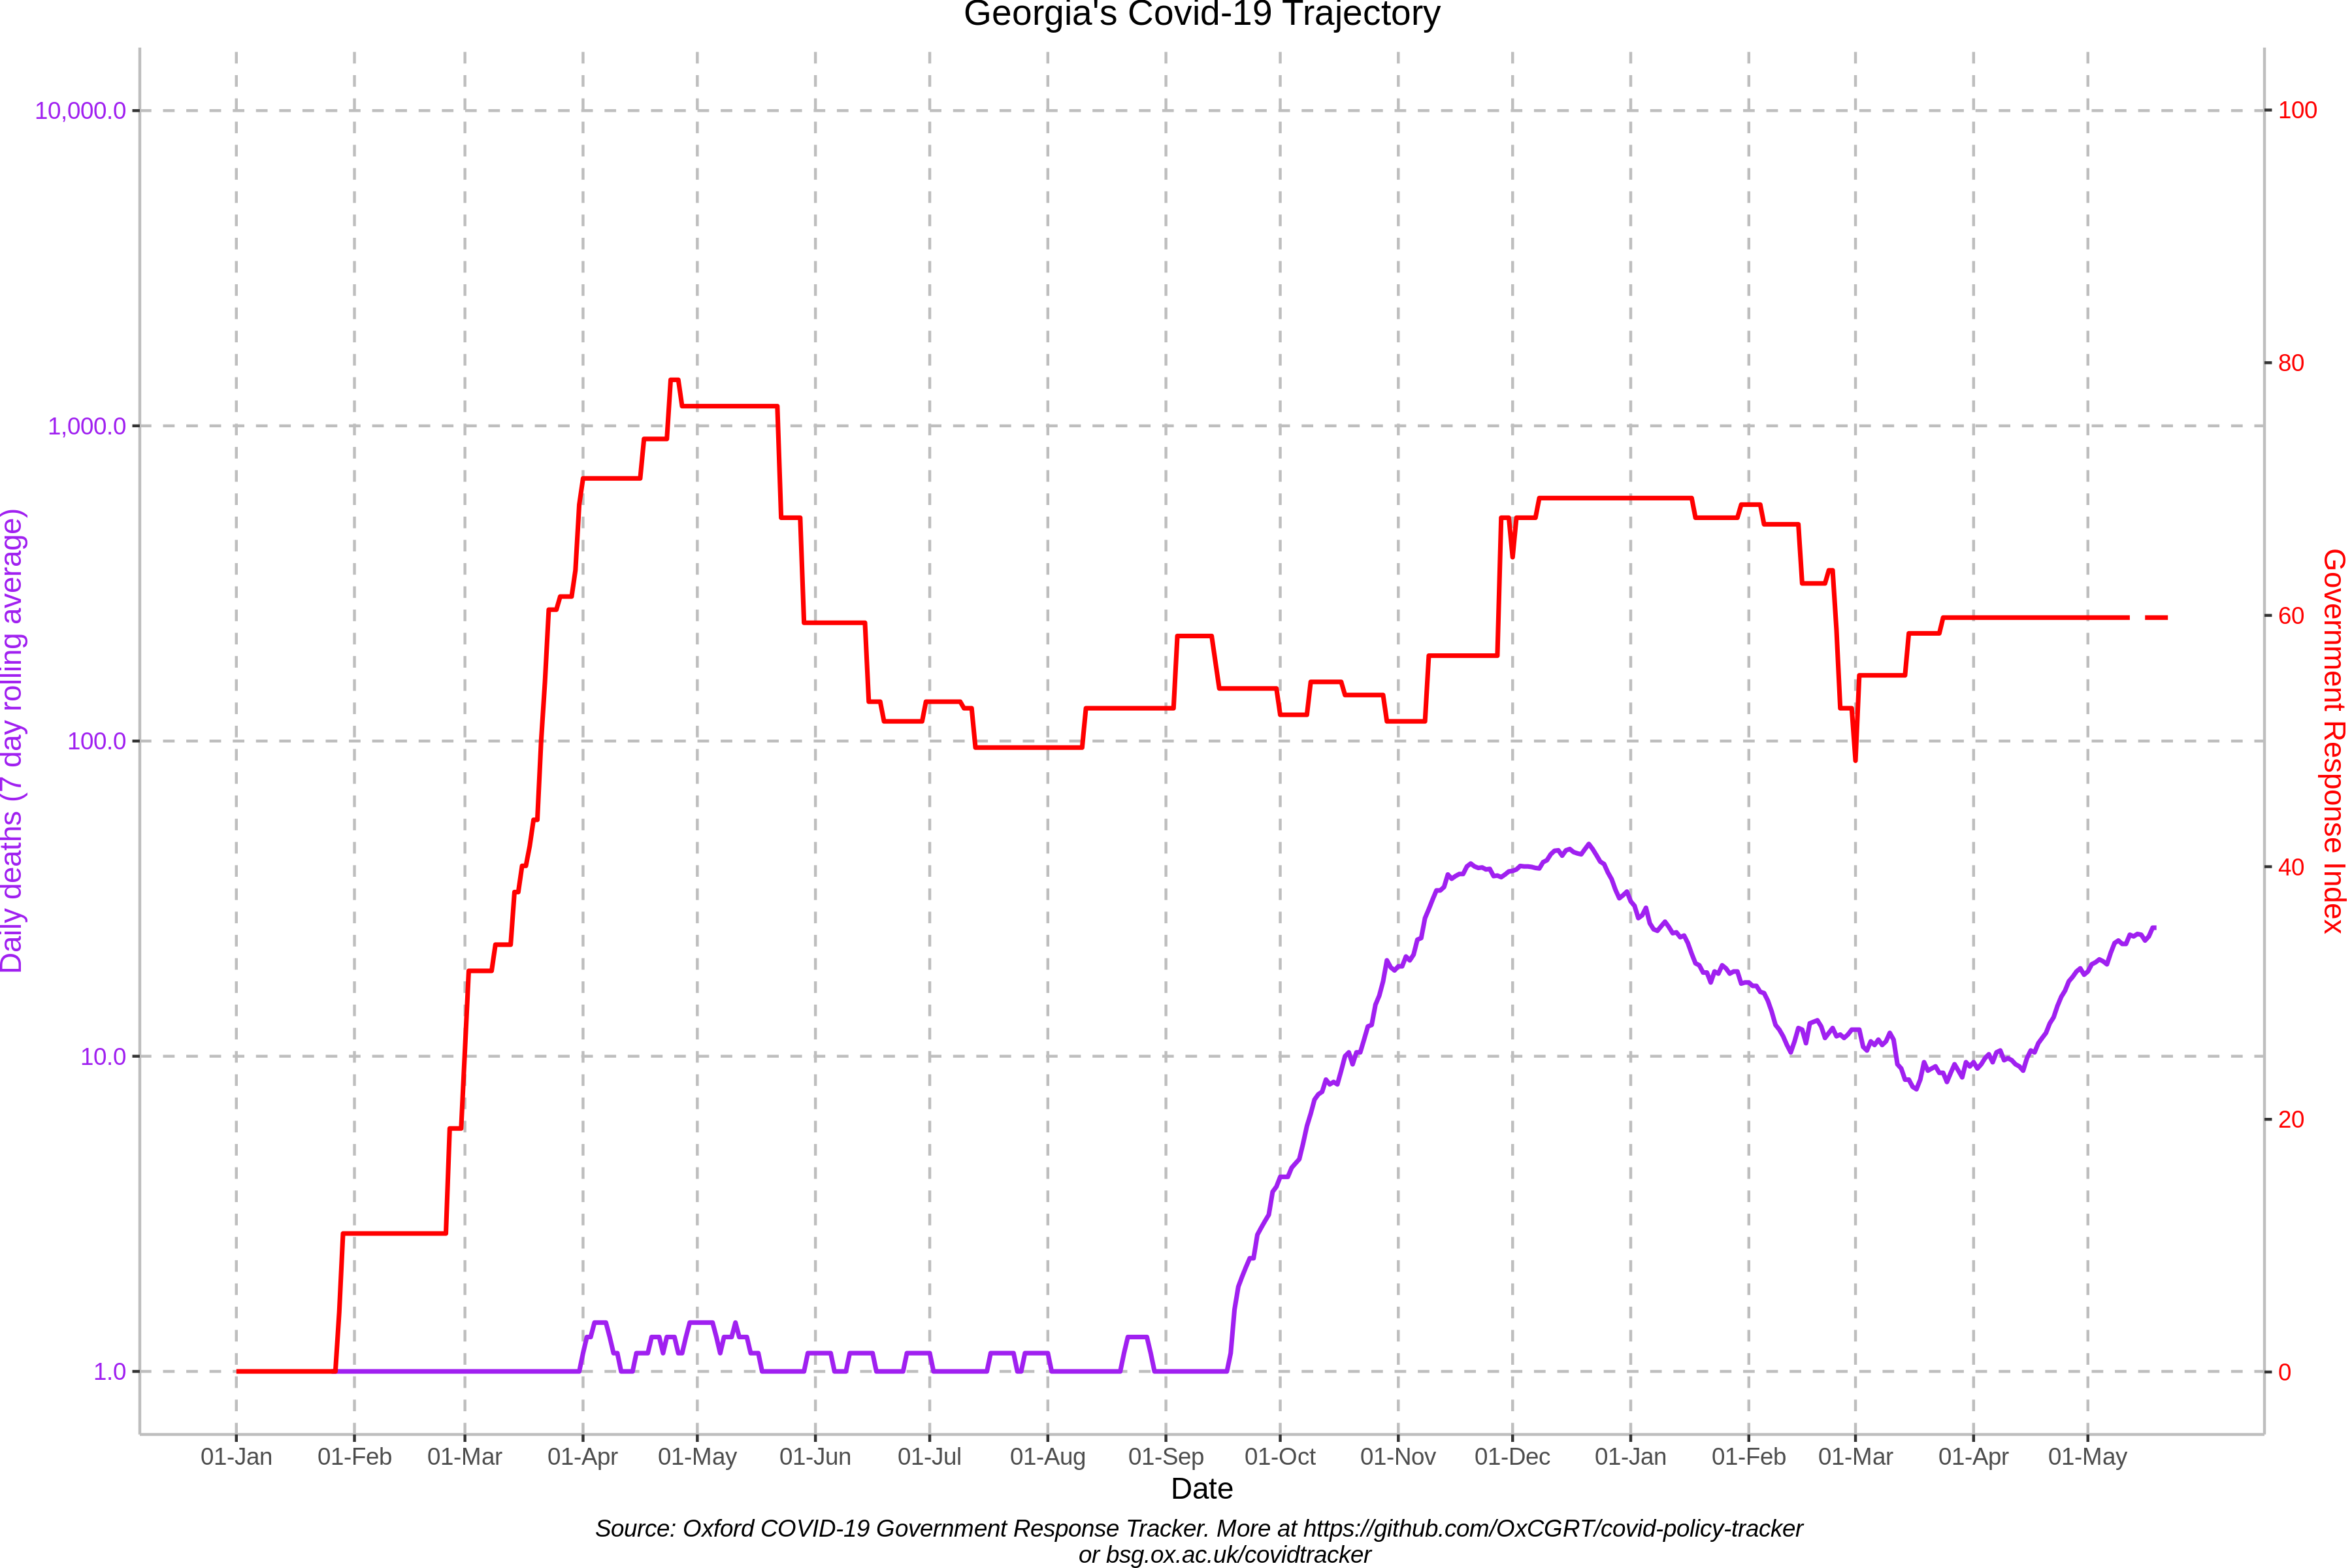 Georgia's Covid-19 Trajectory
10,000.0
1,000.0
100.0
10.0
1.0
Daily deaths (7 day rolling average)
100
80
60
40
20
0
Government Response Index
01-Jan 01-Feb 01-Mar 01-Apr 01-May 01-Jun 01-Jul 01-Aug 01-Sep 01-Oct 01-Nov 01-Dec 01-Jan 01-Feb 01-Mar 01-Apr 01-May
Date
Source: Oxford COVID-19 Government Response Tracker. More at https://github.com/OxCGRT/covid-policy-tracker
or bsg.ox.ac.uk/covidtracker